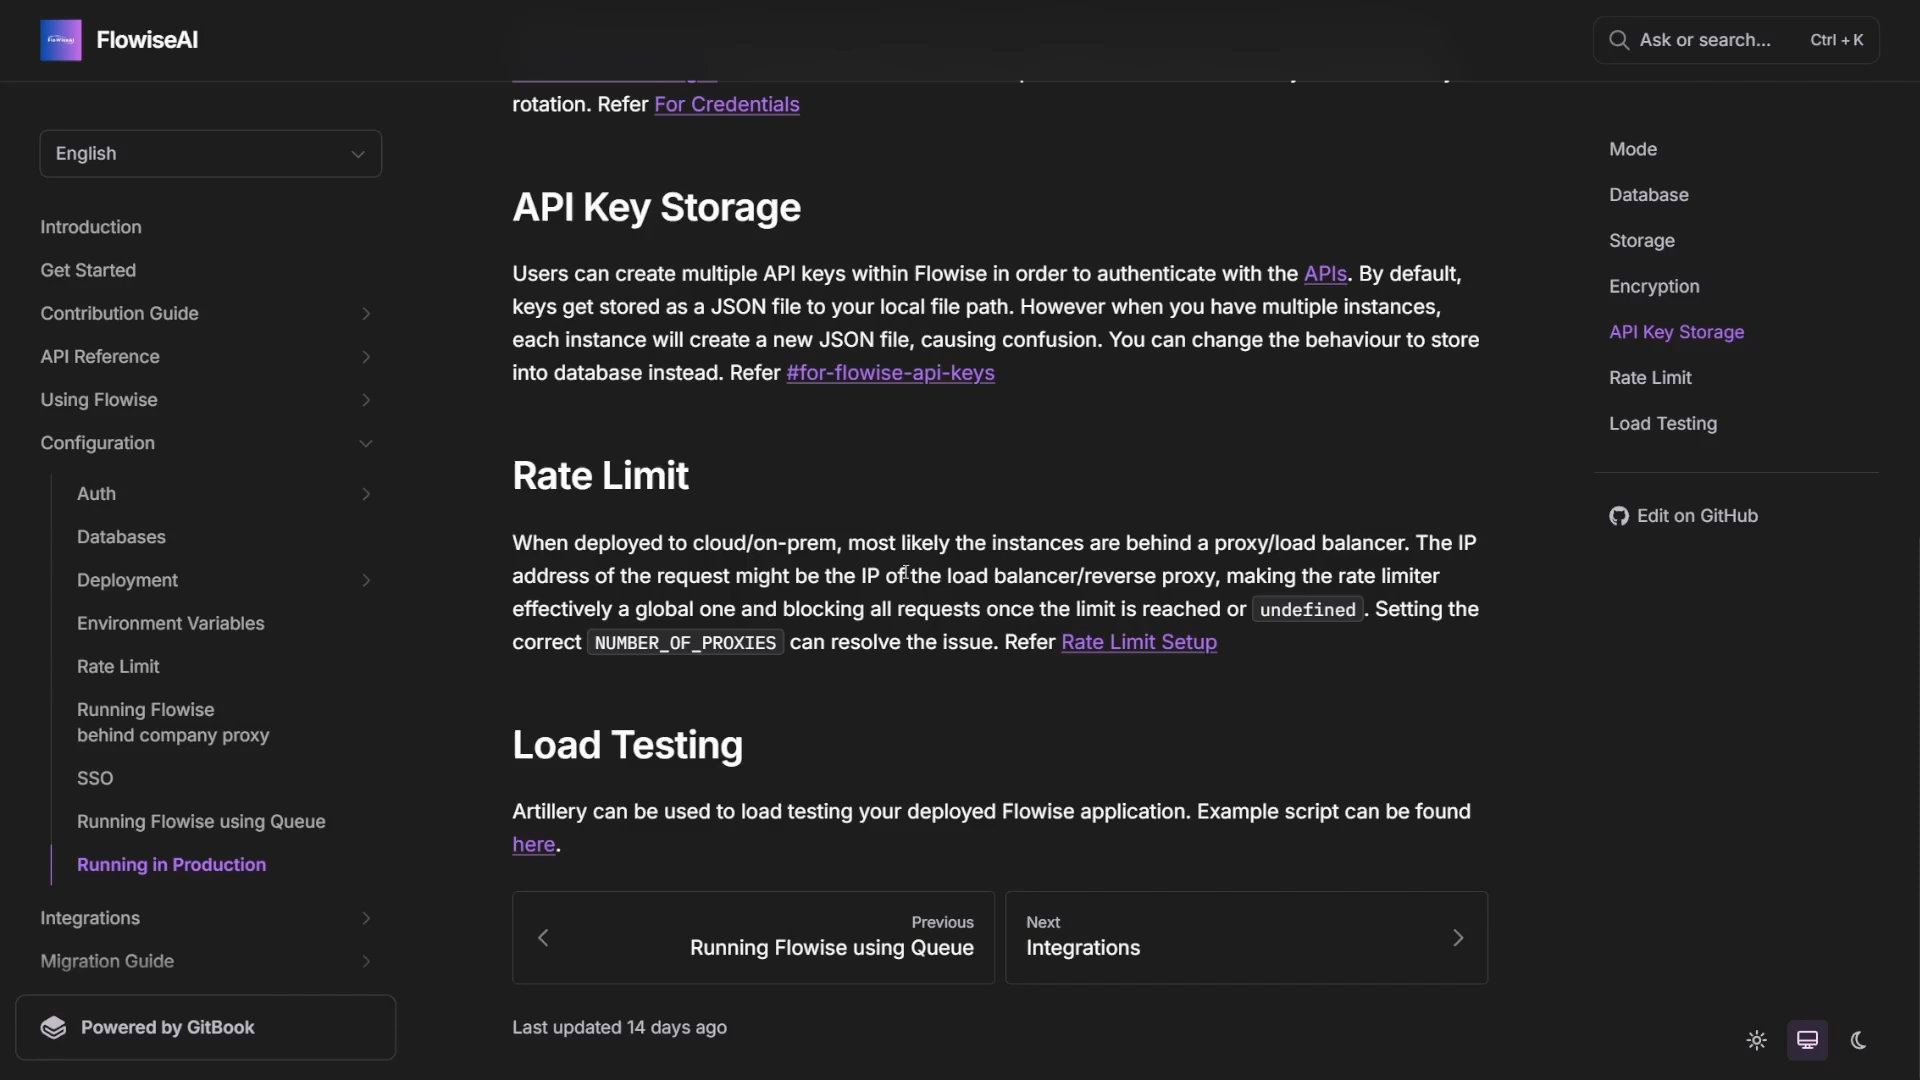 FlowiseAI
Ask or search... Ctrl + K
English
Introduction
Get Started
Contribution Guide
API Reference
Using Flowise
Configuration
Auth
Databases
Deployment
Environment Variables
Rate Limit
Running Flowise
behind company proxy
SSO
Running Flowise using Queue
Running in Production
Integrations
Migration Guide
Powered by GitBook
rotation. Refer For Credentials
API Key Storage
Users can create multiple API keys within Flowise in order to authenticate with the APIs. By default,
keys get stored as a JSON file to your local file path. However when you have multiple instances,
each instance will create a new JSON file, causing confusion. You can change the behaviour to store
into database instead. Refer #for-flowise-api-keys
Rate Limit
When deployed to cloud/on-prem, most likely the instances are behind a proxy/load balancer. The IP
address of the request might be the IP of the load balancer/reverse proxy, making the rate limiter
effectively a global one and blocking all requests once the limit is reached or undefined. Setting the
correct NUMBER_OF_PROXIES can resolve the issue. Refer Rate Limit Setup
Load Testing
Artillery can be used to load testing your deployed Flowise application. Example script can be found
here.
Previous
Running Flowise using Queue
Next
Integrations
Last updated 14 days ago
Mode
Database
Storage
Encryption
API Key Storage
Rate Limit
Load Testing
Edit on GitHub